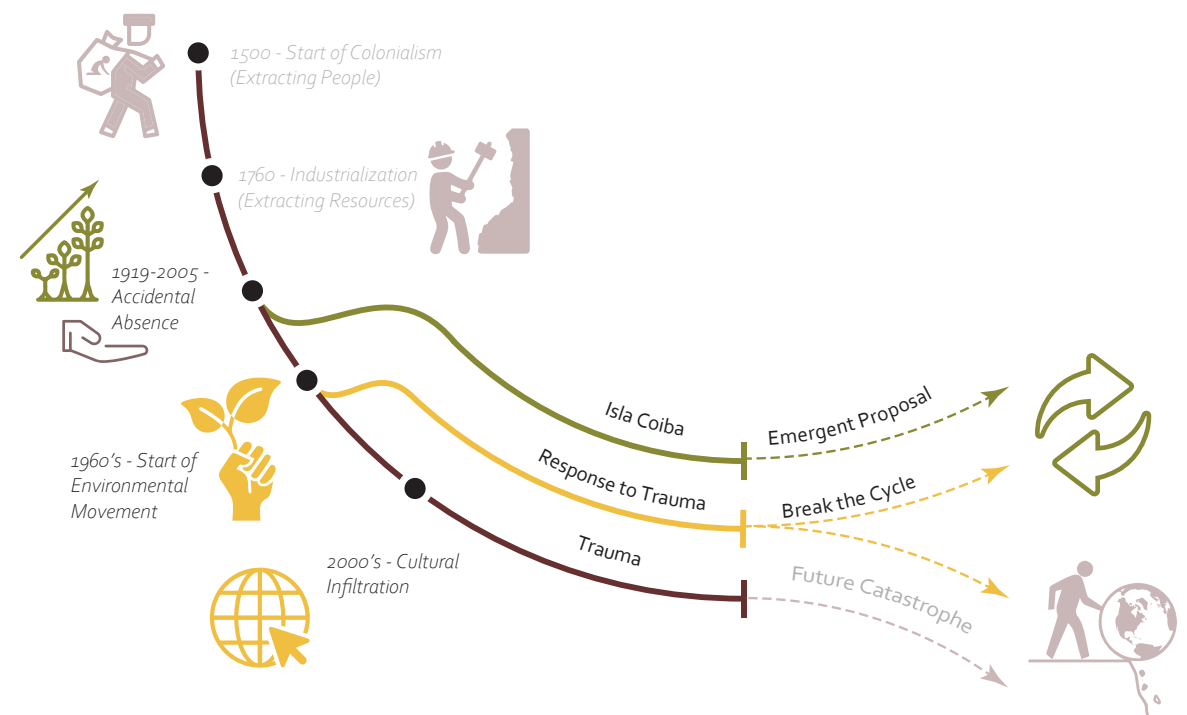 1500 - Start of Colonialism
(Extracting People)
1760 - Industrialization
(Extracting Resources)
1919-2005 -
Accidental
Absence
Isla Coiba
Emergent Proposal
1960's - Start of
Environmental
Movement
Response to Trauma
Break the Cycle
2000's - Cultural
Infiltration
Trauma
Future Catastrophe